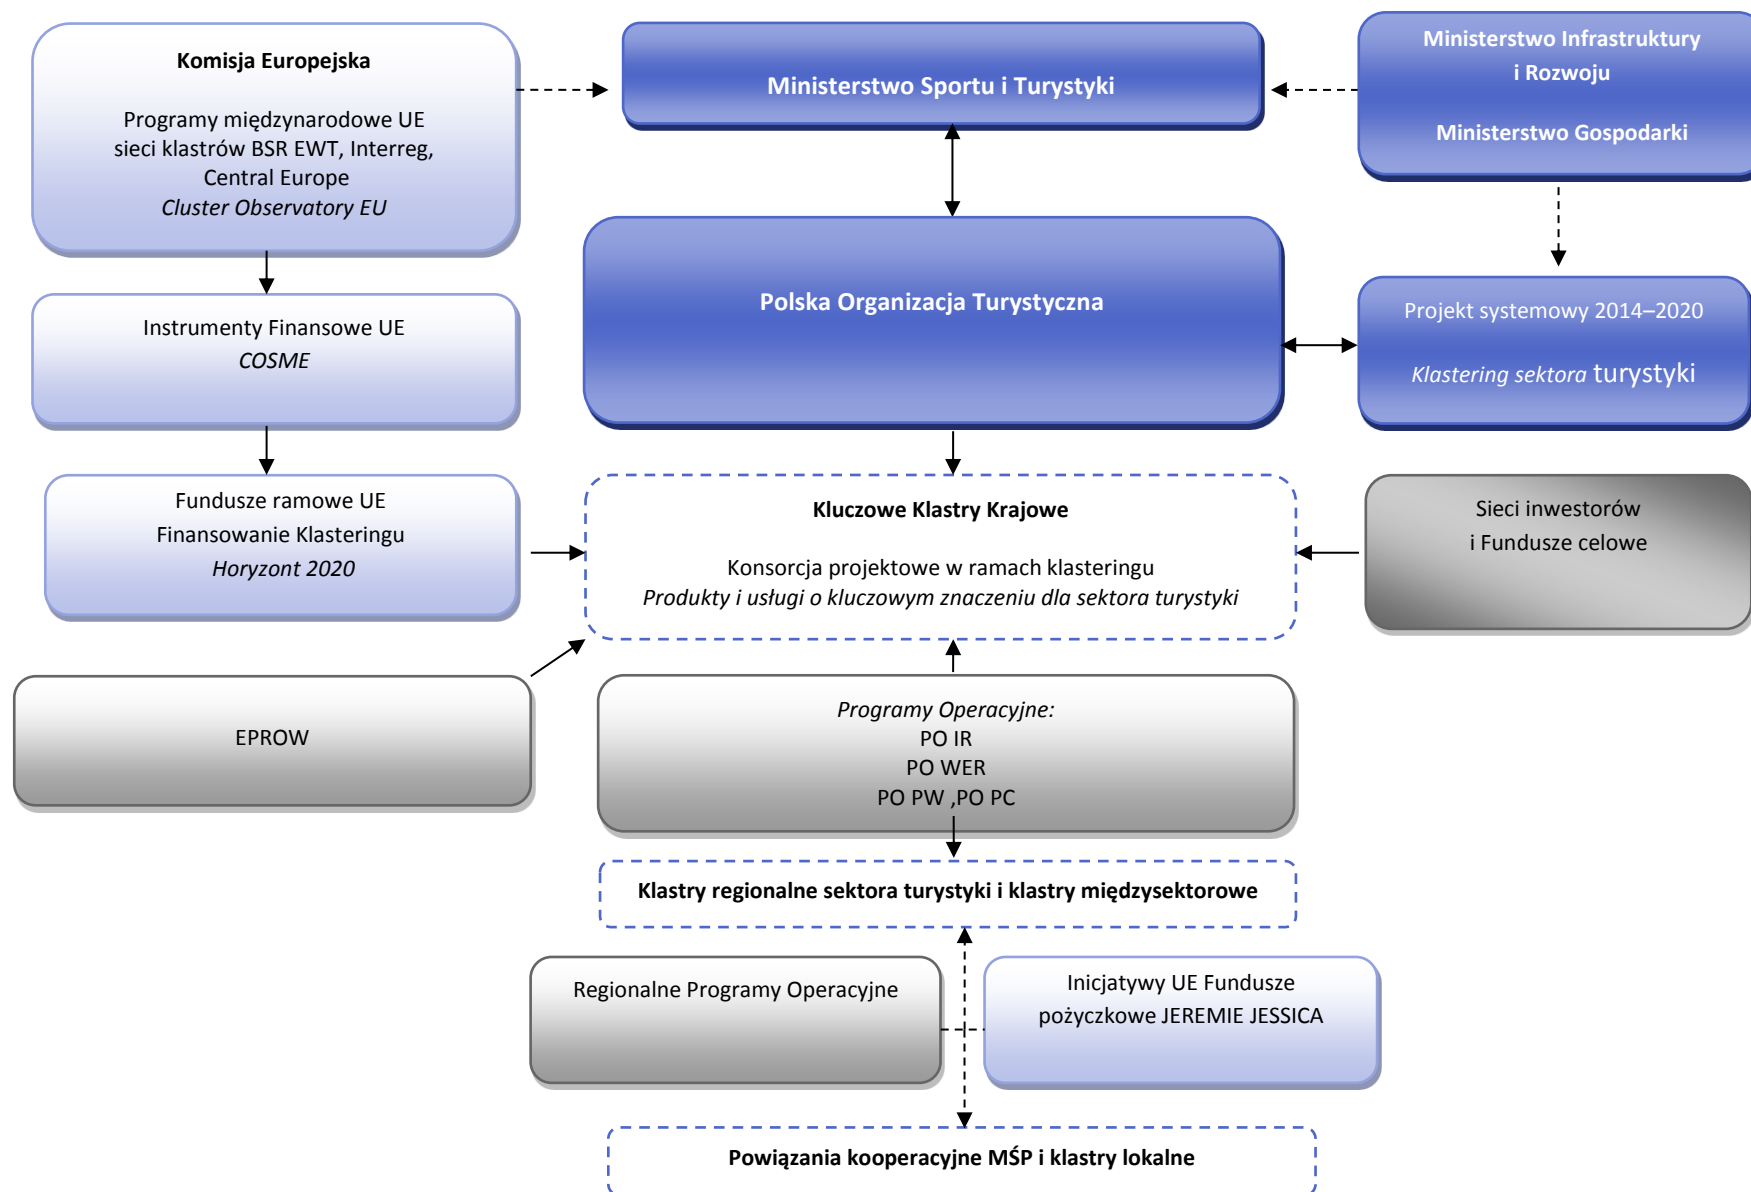 Komisja Europejska
Programy międzynarodowe UE
sieci klastrów BSR EWT, Interreg,
Central Europe
Cluster Observatory EU
Ministerstwo Sportu i Turystyki
Ministerstwo Infrastruktury
i Rozwoju
Ministerstwo Gospodarki
Instrumenty Finansowe UE
COSME
Polska Organizacja Turystyczna
Projekt systemowy 2014–2020
Klastering sektora turystyki
Fundusze ramowe UE
Finansowanie Klasteringu
Horyzont 2020
Kluczowe Klastry Krajowe
Konsorcja projektowe w ramach klasteringu
Produkty i usługi o kluczowym znaczeniu dla sektora turystyki
Sieci inwestorów
i Fundusze celowe
EPROW
Programy Operacyjne:
PO IR
PO WER
PO PW ,PO PC
Klastry regionalne sektora turystyki i klastry międzysektorowe
Regionalne Programy Operacyjne
Inicjatywy UE Fundusze
pożyczkowe JEREMIE JESSICA
Powiązania kooperacyjne MŚP i klastry lokalne